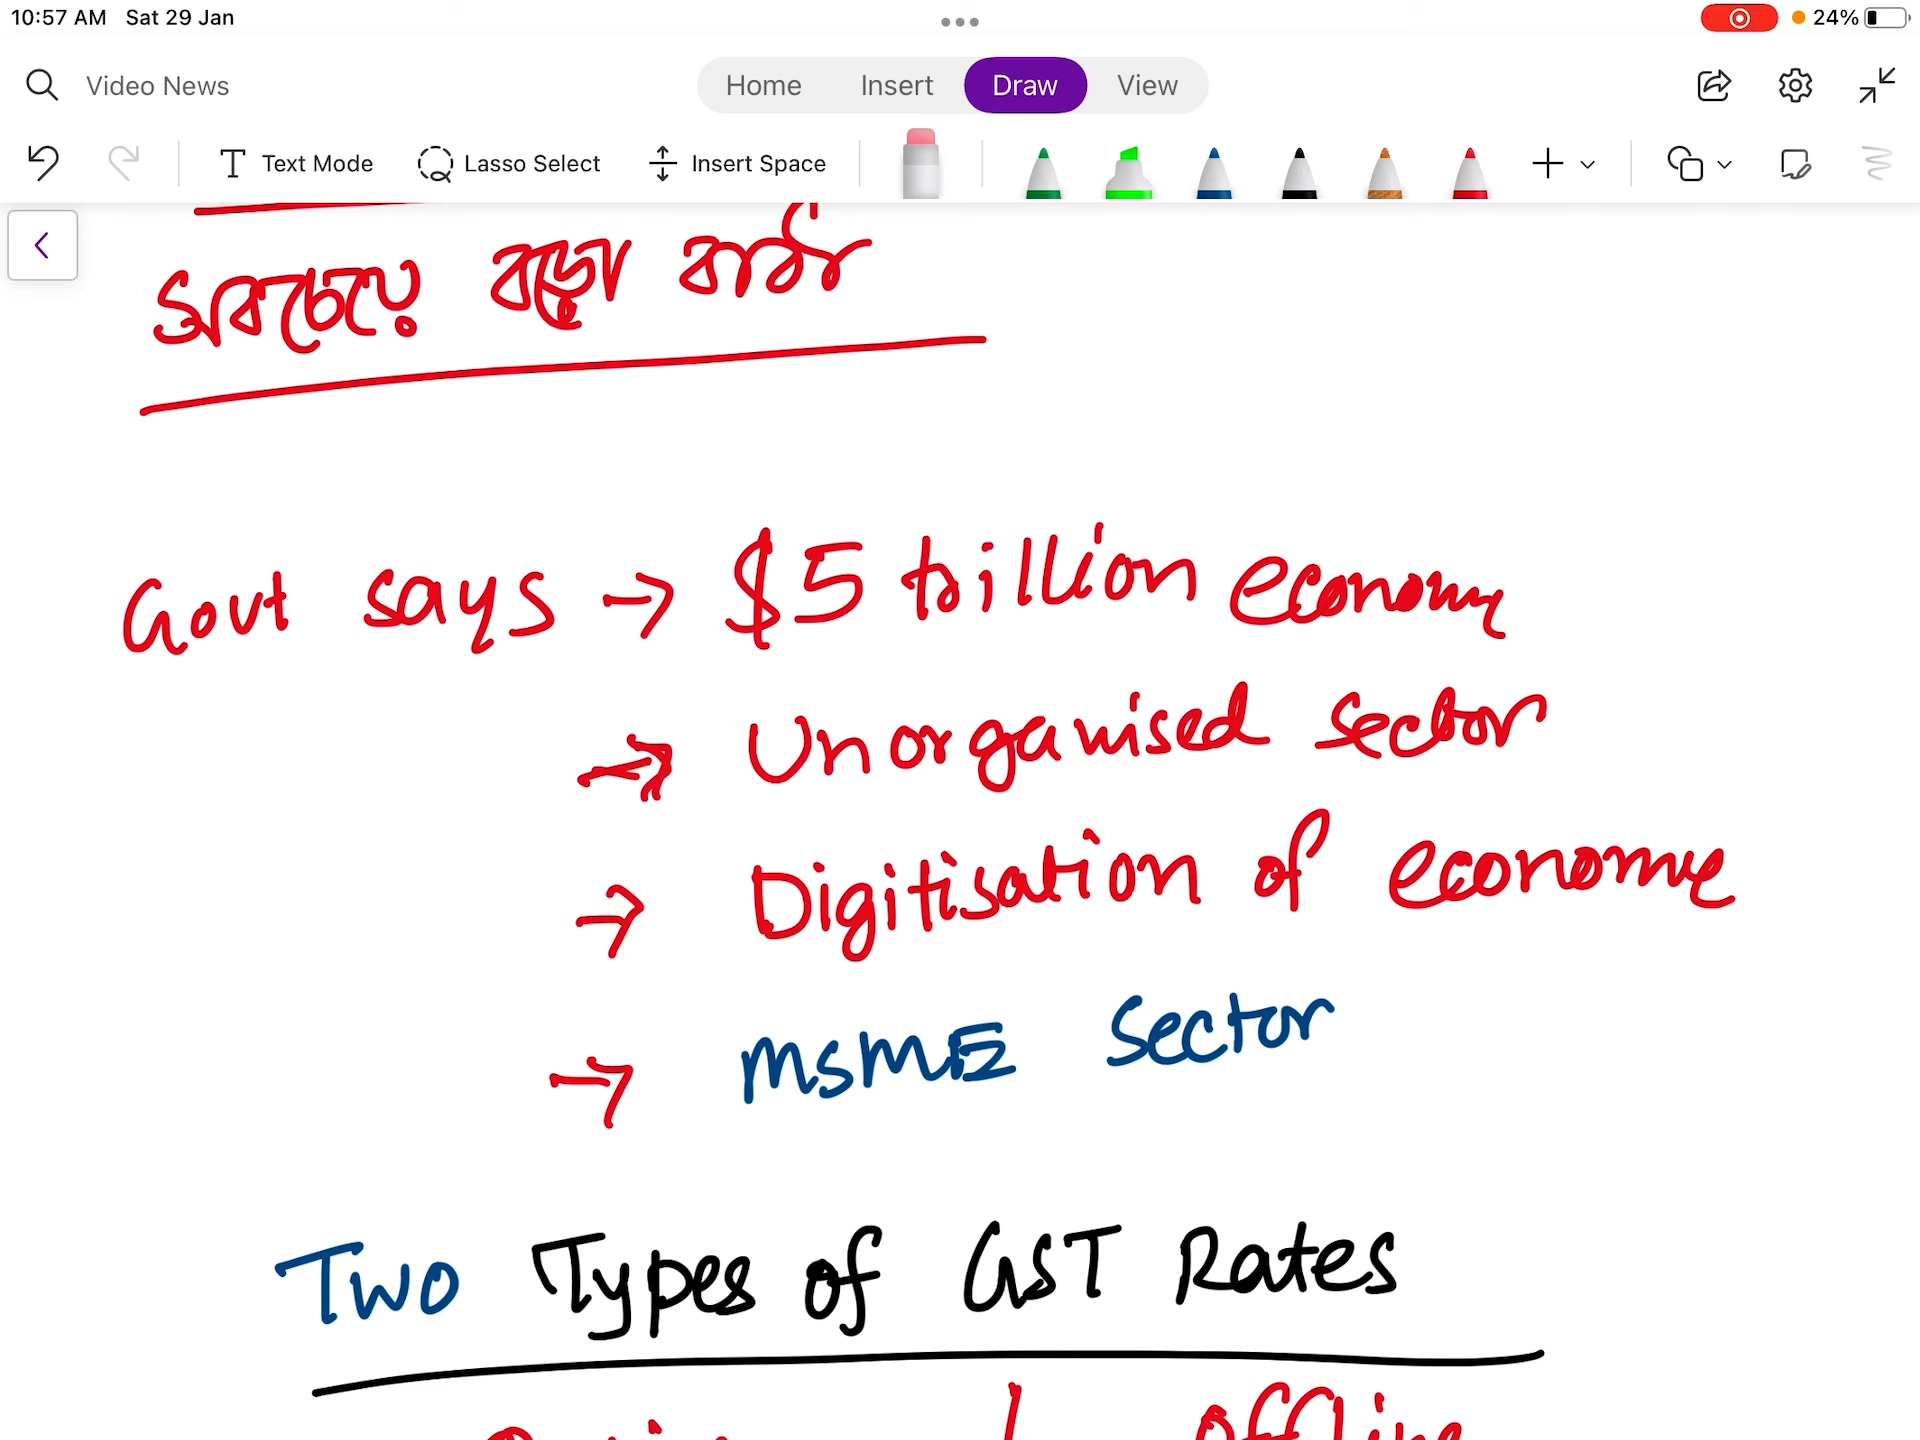 10:57 AM Sat 29 Jan
24%
Video News
Home Insert Draw View
Text Mode Lasso Select Insert Space
সবচেয়ে বড়ো
Govt says → $5 trillion economy
→ Unorganised sector
→ Digitisation of economy
→ MSME Sector
Two Types of GST Rates
offline